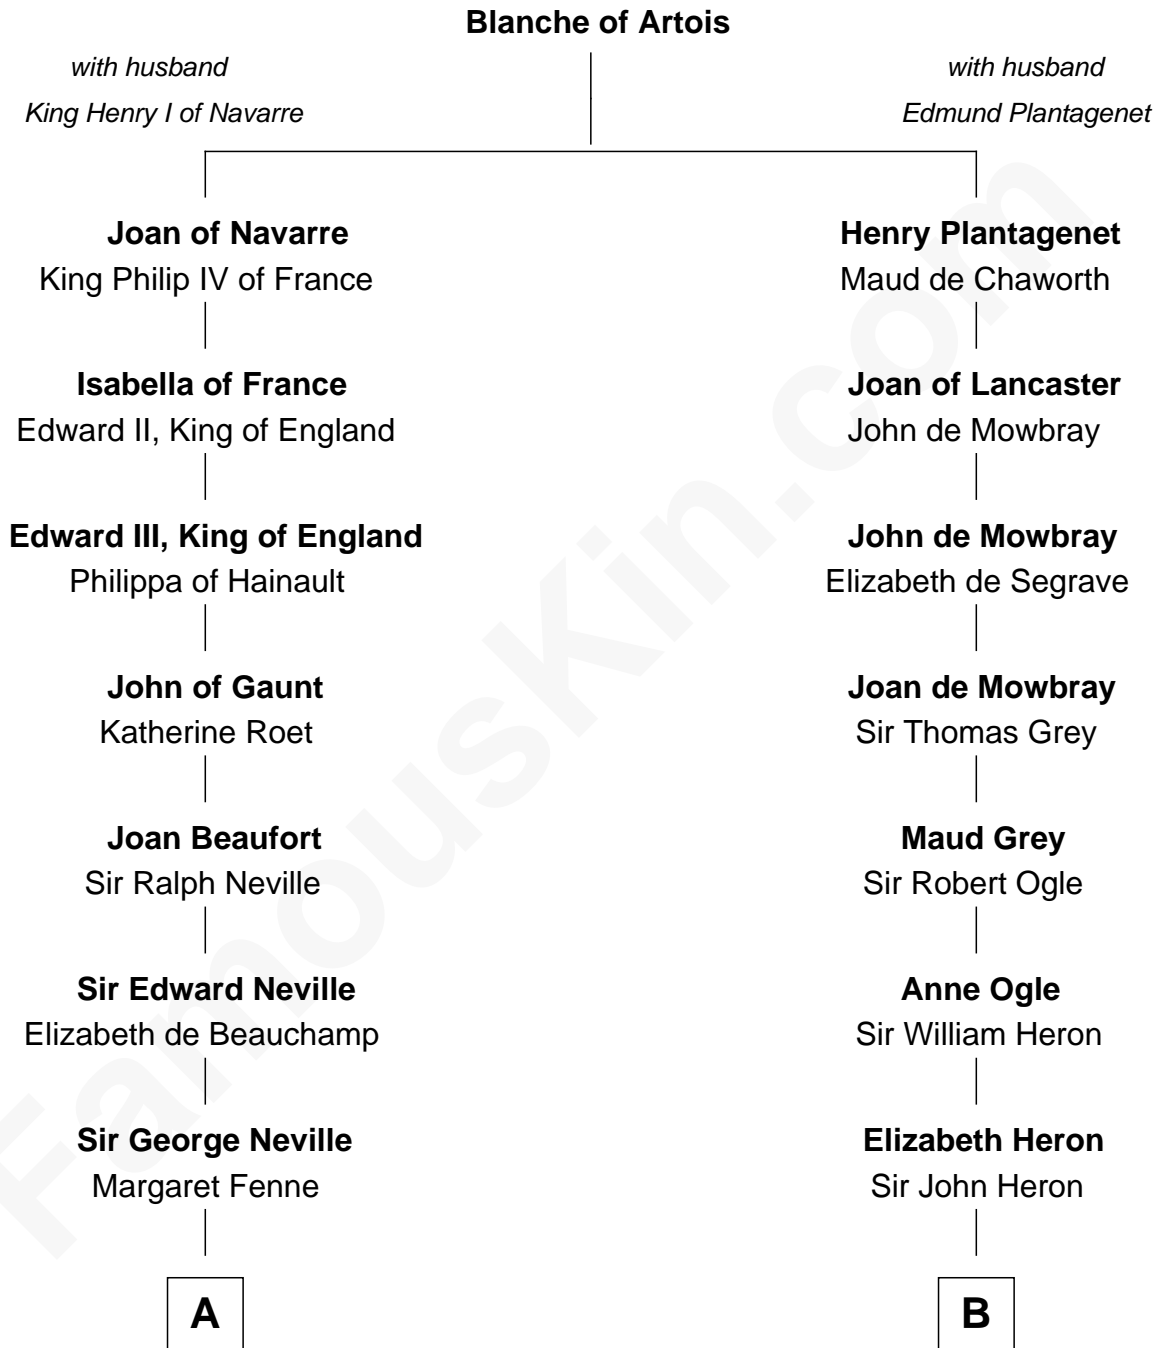 Blanche of Artois
with husband
King Henry I of Navarre
with husband
Edmund Plantagenet
Joan of Navarre
King Philip IV of France
Henry Plantagenet
Maud de Chaworth
Isabella of France
Edward II, King of England
Joan of Lancaster
John de Mowbray
Edward III, King of England
Philippa of Hainault
John de Mowbray
Elizabeth de Segrave
John of Gaunt
Katherine Roet
Joan de Mowbray
Sir Thomas Grey
Joan Beaufort
Sir Ralph Neville
Maud Grey
Sir Robert Ogle
Sir Edward Neville
Elizabeth de Beauchamp
Anne Ogle
Sir William Heron
Sir George Neville
Margaret Fenne
Elizabeth Heron
Sir John Heron
A
B
FamousKin.com